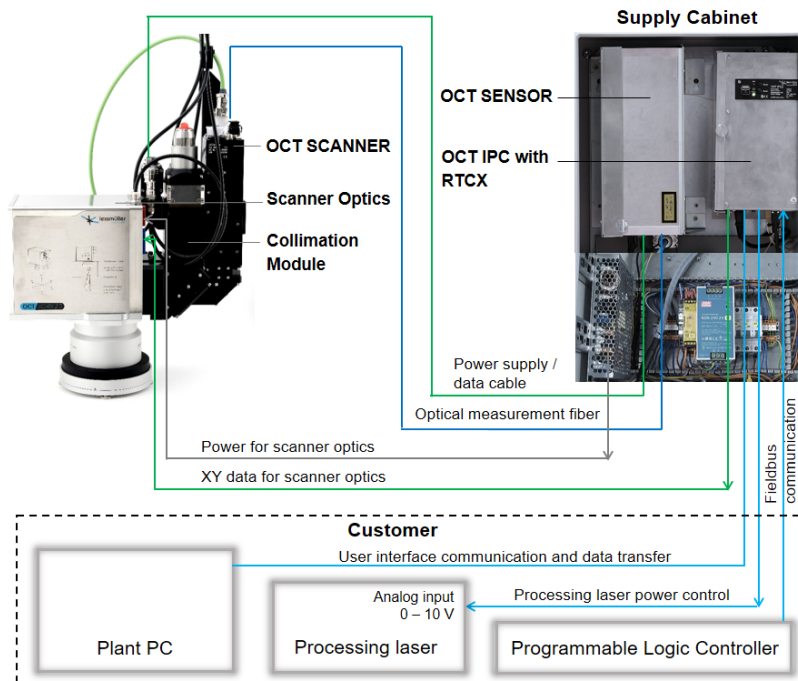 Supply Cabinet
OCT SENSOR
OCT SCANNER
OCT IPC with
RTCX
Scanner Optics
Collimation
Module
Power supply /
data cable
Optical measurement fiber
Power for scanner optics
XY data for scanner optics
Fieldbus
communication
Customer
User interface communication and data transfer
Analog input
0 – 10 V
Processing laser power control
Plant PC
Processing laser
Programmable Logic Controller